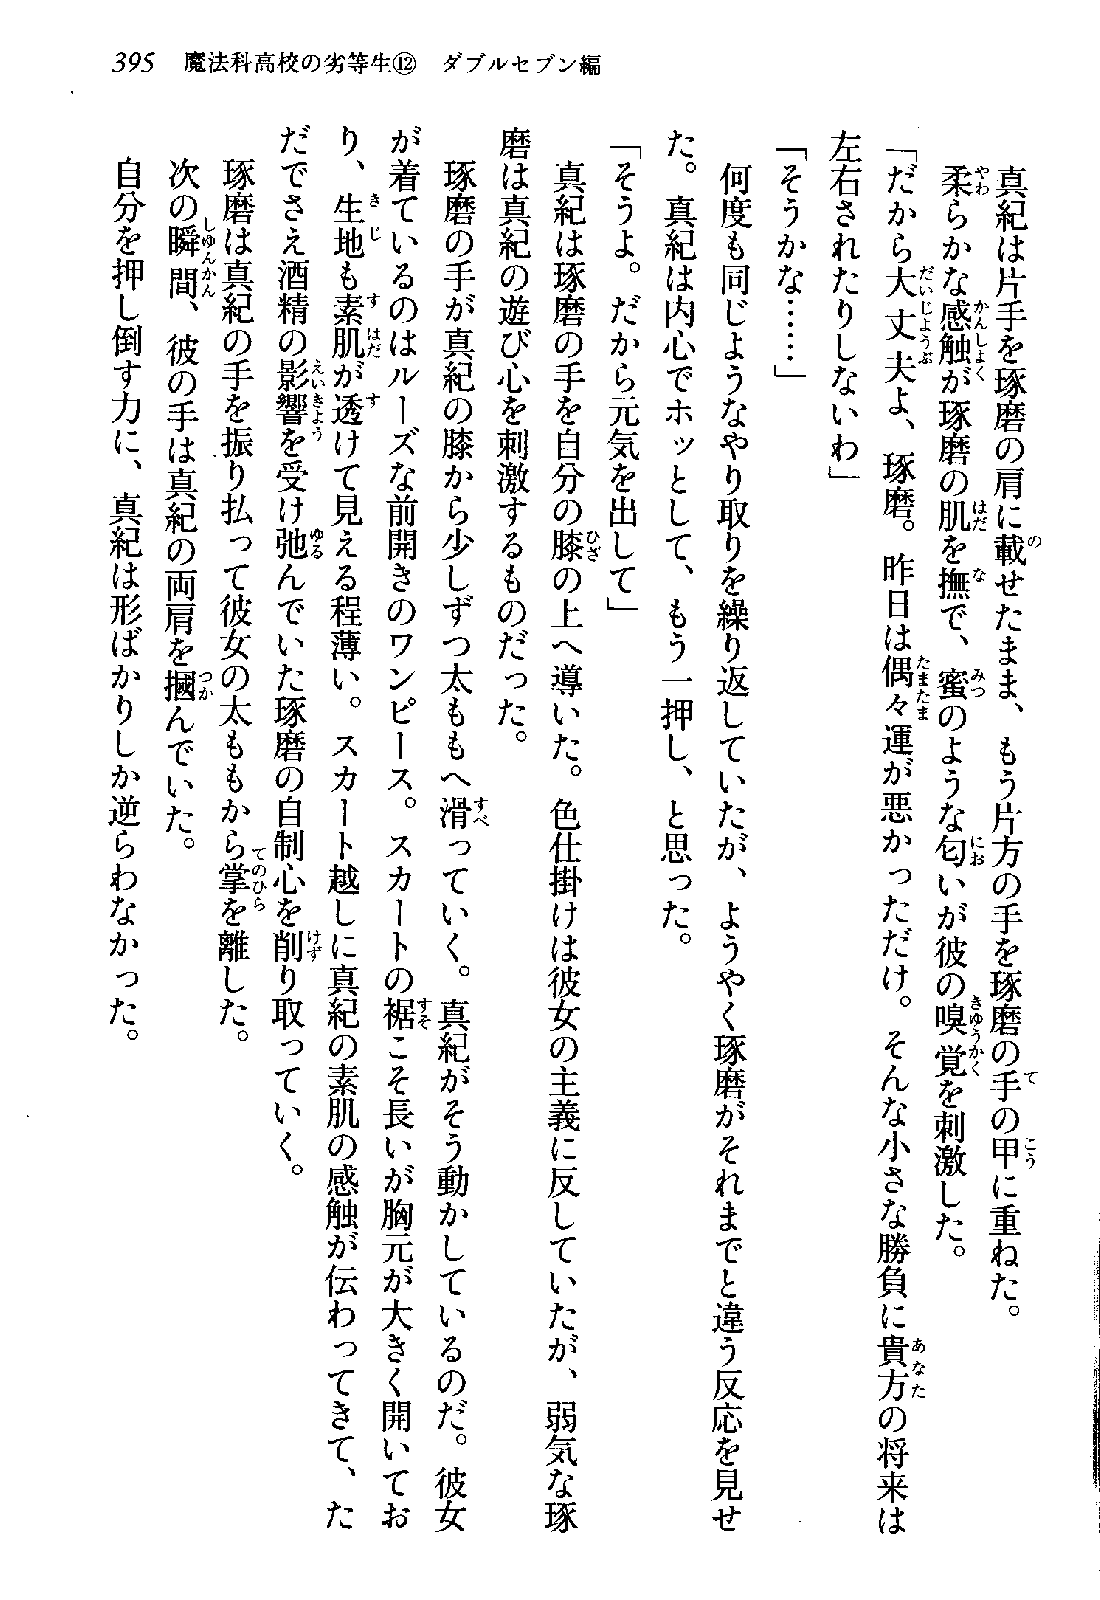 395　魔法科高校の劣等生⑫　ダブルセブン編
真紀は片手を琢磨の肩に載せたまま、もう片方の手を琢磨の手の甲に重ねた。
柔らかな感触が琢磨の肌を撫で、蜜のような匂いが彼の嗅覚を刺激した。
「だから大丈夫よ、琢磨。昨日は偶々運が悪かっただけ。そんな小さな勝負に貴方の将来は
左右されたりしないわ」
「そうかな……」
何度も同じようなやり取りを繰り返していたが、ようやく琢磨がそれまでと違う反応を見せ
た。真紀は内心でホッとして、もう一押し、と思った。
「そうよ。だから元気を出して」
真紀は琢磨の手を自分の膝の上へ導いた。色仕掛けは彼女の主義に反していたが、弱気な琢
磨は真紀の遊び心を刺激するものだった。
琢磨の手が真紀の膝から少しずつ太ももへ滑っていく。真紀がそう動かしているのだ。彼女
が着ているのはルーズな前開きのワンピース。スカートの裾こそ長いが胸元が大きく開いてお
り、生地も素肌が透けて見える程薄い。スカート越しに真紀の素肌の感触が伝わってきて、た
だでさえ酒精の影響を受け弛んでいた琢磨の自制心を削り取っていく。
琢磨は真紀の手を振り払って彼女の太ももから掌を離した。
次の瞬間、彼の手は真紀の両肩を摑んでいた。
自分を押し倒す力に、真紀は形ばかりしか逆らわなかった。